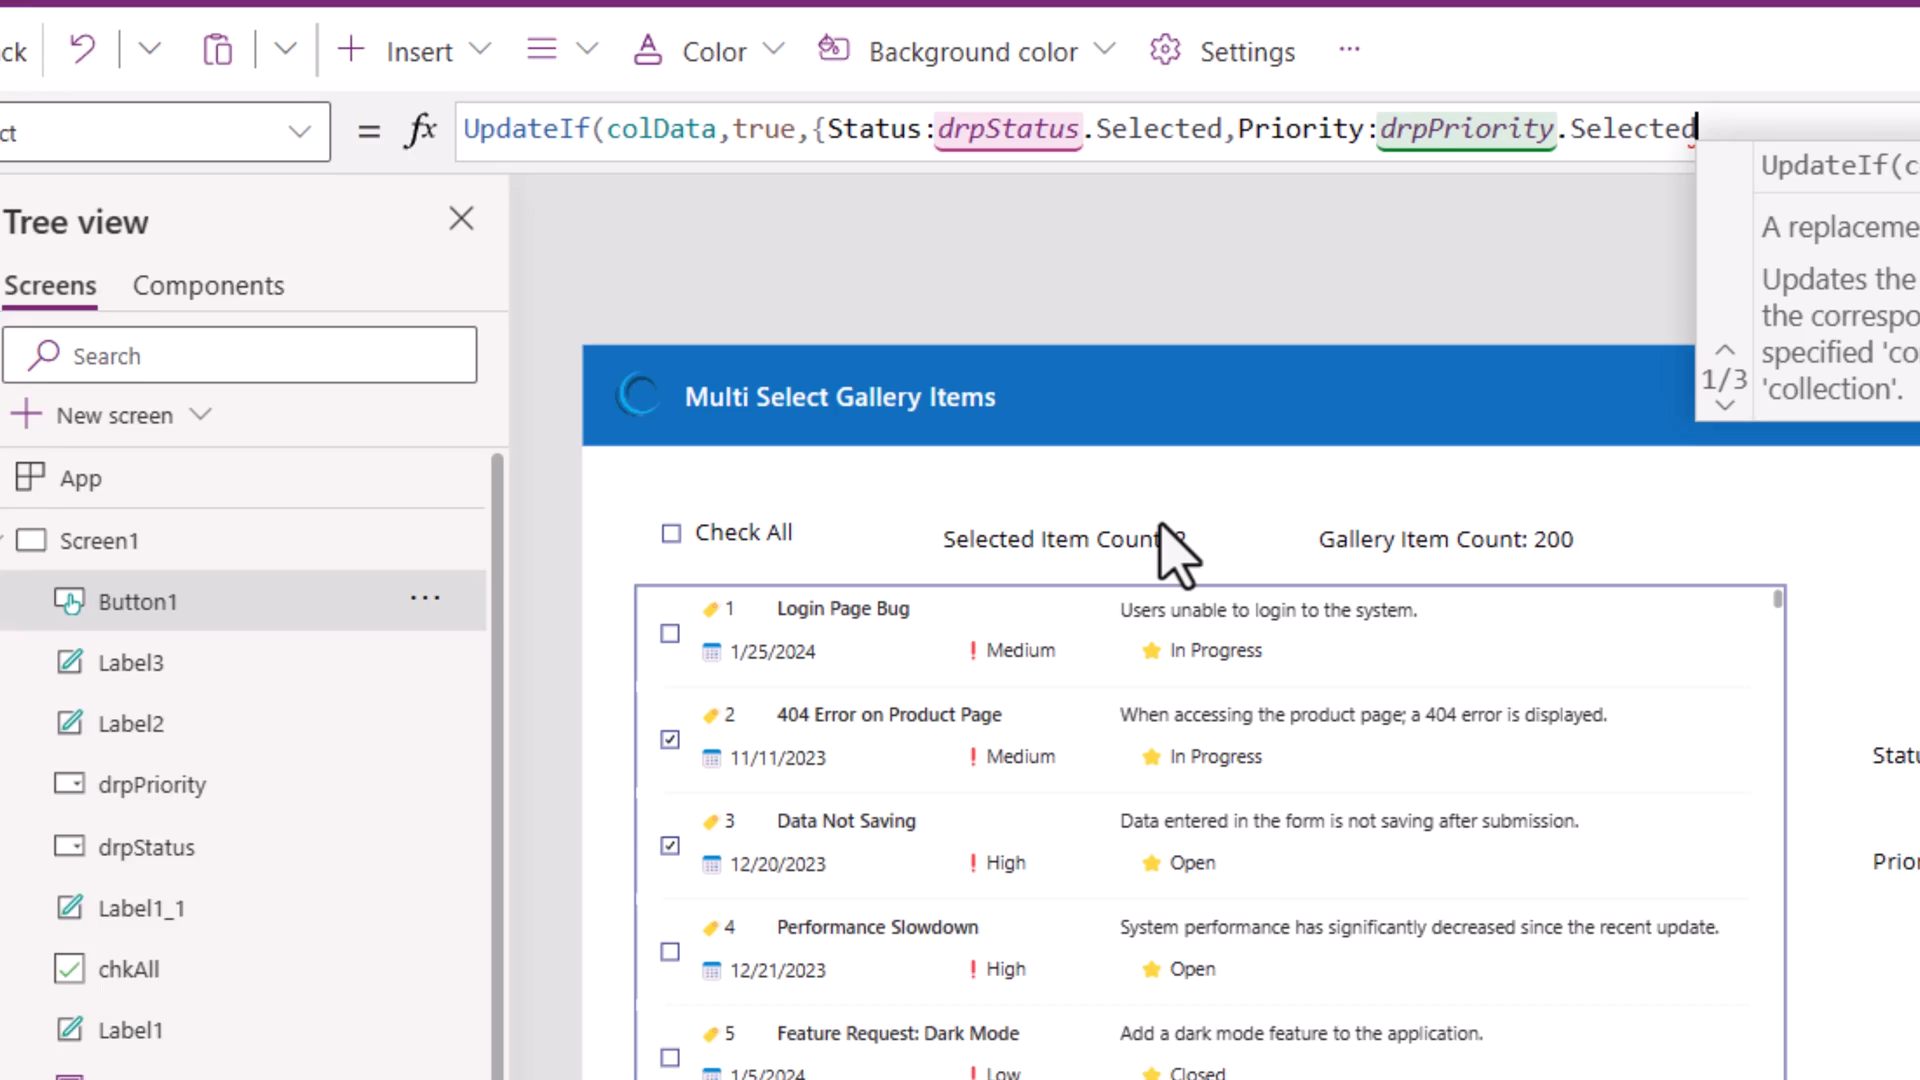 ck
Insert
Color
Background color
Settings
ct
= fx UpdateIf(colData,true,{Status:drpStatus.Selected,Priority:drpPriority.Selected
UpdateIf(c
A replaceme
Updates the
the correspo
specified 'co
'collection'.
1/3
Tree view
Screens Components
Search
New screen
App
Screen1
Button1
Label3
Label2
drpPriority
drpStatus
Label1_1
chkAll
Label1
Multi Select Gallery Items
Check All
Selected Item Count
Gallery Item Count: 200
1 Login Page Bug Users unable to login to the system.
1/25/2024 Medium In Progress
2 404 Error on Product Page When accessing the product page; a 404 error is displayed.
11/11/2023 Medium In Progress
3 Data Not Saving Data entered in the form is not saving after submission.
12/20/2023 High Open
4 Performance Slowdown System performance has significantly decreased since the recent update.
12/21/2023 High Open
5 Feature Request: Dark Mode Add a dark mode feature to the application.
1/5/2024 Low Closed
Statu
Prior